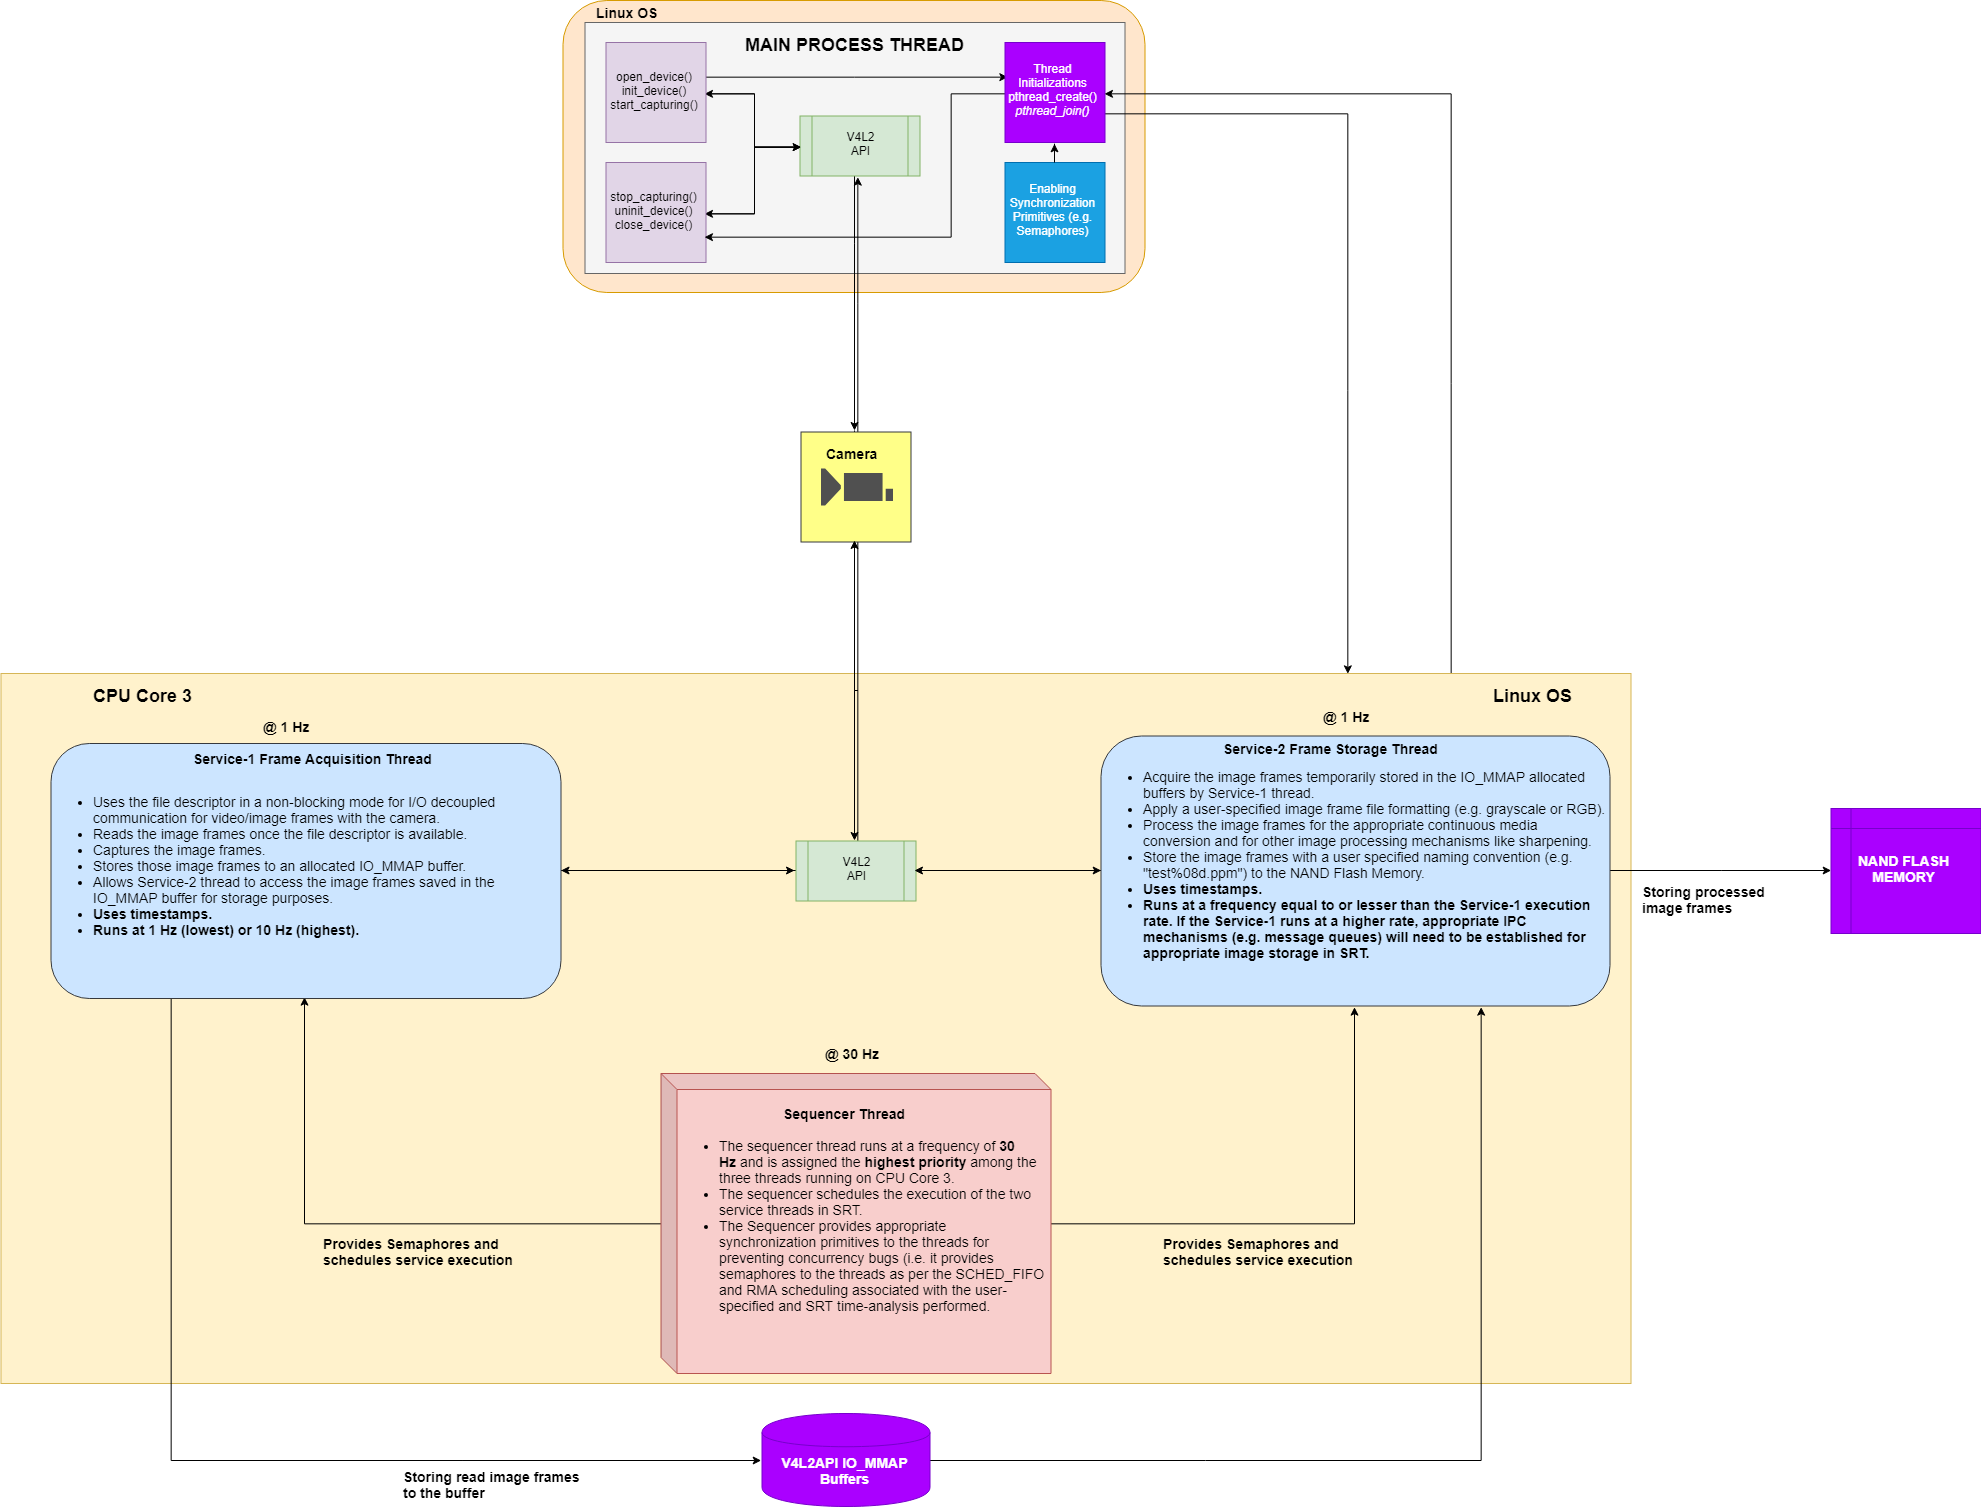 Linux OS
MAIN PROCESS THREAD
open_device()
init_device()
start_capturing()
Thread
Initializations
pthread_create()
pthread_join()
V4L2
API
stop_capturing()
uninit_device()
close_device()
Enabling
Synchronization
Primitives (e.g.
Semaphores)
Camera
CPU Core 3
Linux OS
@ 1 Hz
@ 1 Hz
Service-1 Frame Acquisition Thread
• Uses the file descriptor in a non-blocking mode for I/O decoupled
communication for video/image frames with the camera.
• Reads the image frames once the file descriptor is available.
• Captures the image frames.
• Stores those image frames to an allocated IO_MMAP buffer.
• Allows Service-2 thread to access the image frames saved in the
IO_MMAP buffer for storage purposes.
• Uses timestamps.
• Runs at 1 Hz (lowest) or 10 Hz (highest).
V4L2
API
Service-2 Frame Storage Thread
• Acquire the image frames temporarily stored in the IO_MMAP allocated
buffers by Service-1 thread.
• Apply a user-specified image frame file formatting (e.g. grayscale or RGB).
• Process the image frames for the appropriate continuous media
conversion and for other image processing mechanisms like sharpening.
• Store the image frames with a user specified naming convention (e.g.
"test%08d.ppm") to the NAND Flash Memory.
• Uses timestamps.
• Runs at a frequency equal to or lesser than the Service-1 execution
rate. If the Service-1 runs at a higher rate, appropriate IPC
mechanisms (e.g. message queues) will need to be established for
appropriate image storage in SRT.
NAND FLASH
MEMORY
Storing processed
image frames
@ 30 Hz
Sequencer Thread
• The sequencer thread runs at a frequency of 30
Hz and is assigned the highest priority among the
three threads running on CPU Core 3.
• The sequencer schedules the execution of the two
service threads in SRT.
• The Sequencer provides appropriate
synchronization primitives to the threads for
preventing concurrency bugs (i.e. it provides
semaphores to the threads as per the SCHED_FIFO
and RMA scheduling associated with the user-
specified and SRT time-analysis performed.
Provides Semaphores and
schedules service execution
Provides Semaphores and
schedules service execution
V4L2API IO_MMAP
Buffers
Storing read image frames
to the buffer